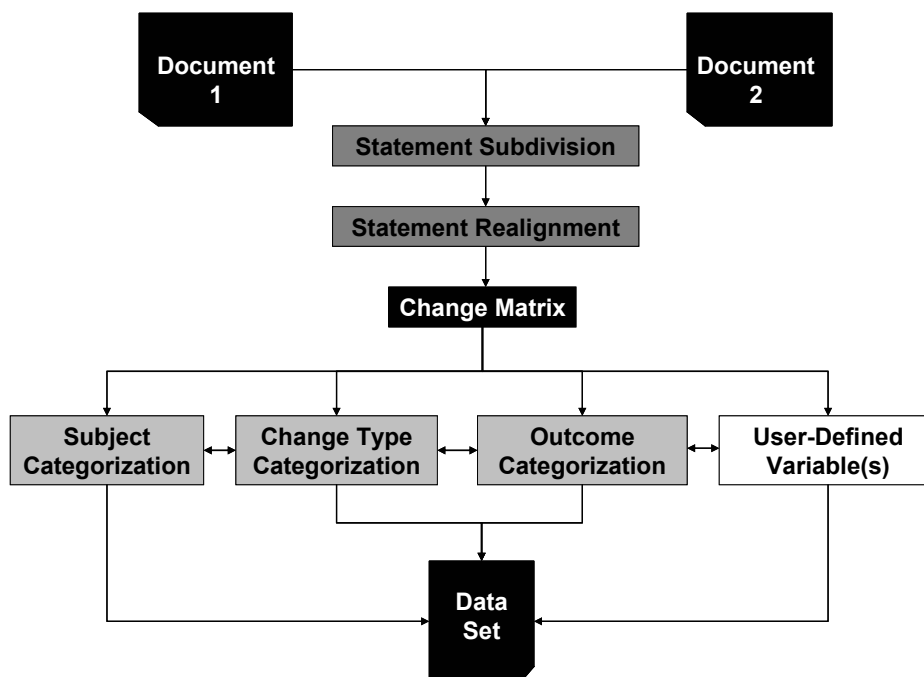 Document
1
Document
2
Statement Subdivision
Statement Realignment
Change Matrix
Subject
Categorization
Change Type
Categorization
Outcome
Categorization
User-Defined
Variable(s)
Data
Set